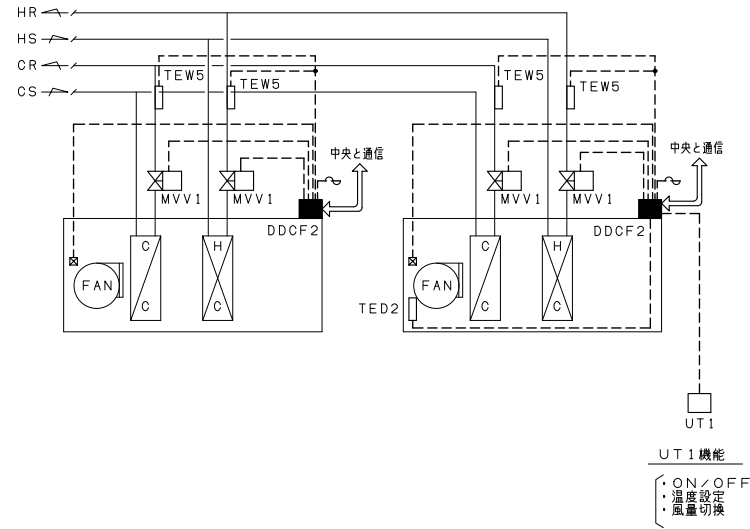 HR
HS
CR
CS
TEW5
TEW5
TEW5
TEW5
中央と通信
中央と通信
MVV1
MVV1
MVV1
MVV1
DDCF2
DDCF2
C
H
C
H
FAN
FAN
C
C
C
C
TED2
UT1
UT1機能
・ON/OFF
・温度設定
・風量切換